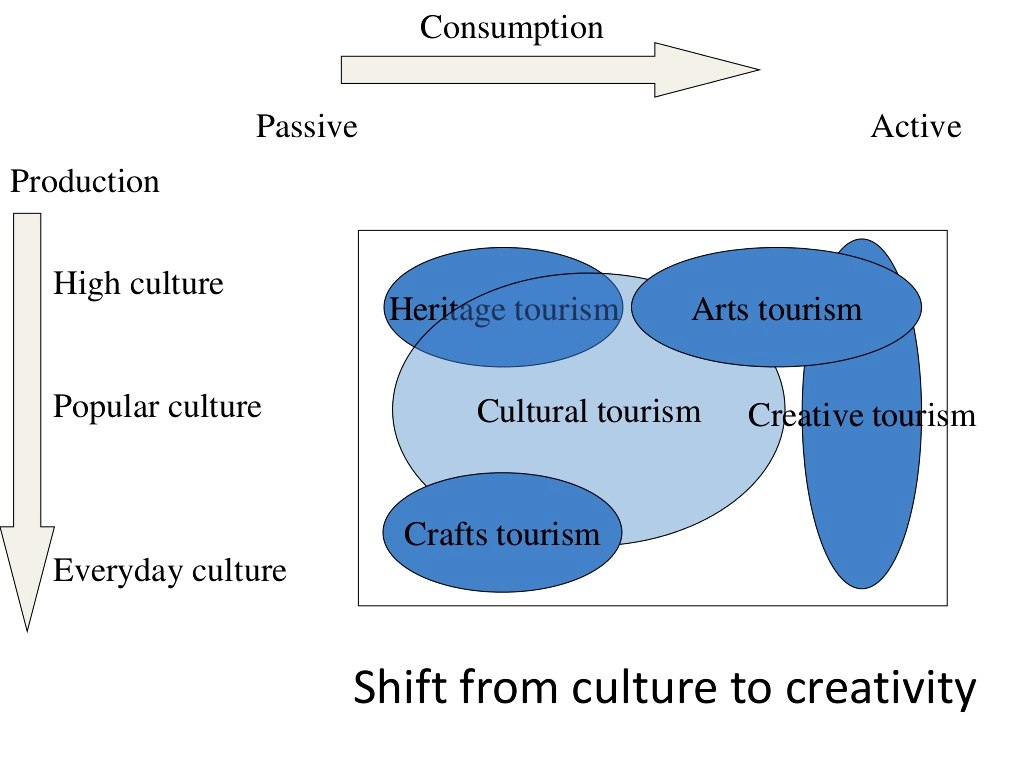 Consumption
Passive
Active
Production
High culture
Heritage tourism
Arts tourism
Popular culture
Cultural tourism
Creative tourism
Crafts tourism
Everyday culture
Shift from culture to creativity